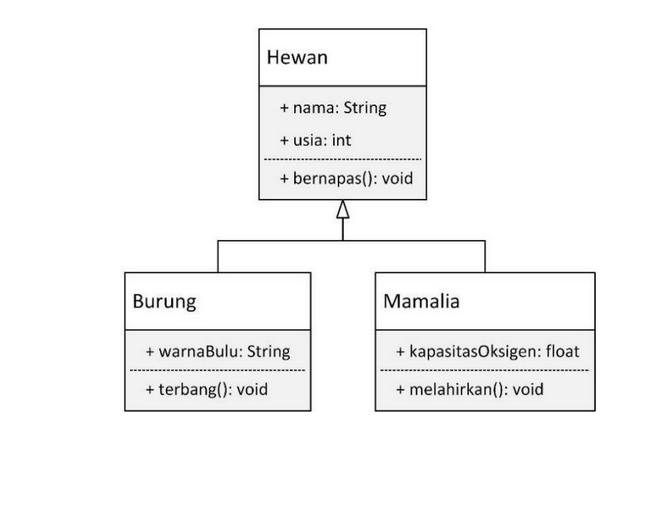 Hewan
+ nama: String
+ usia: int
+ bernapas(): void
Burung
+ warnaBulu: String
+ terbang(): void
Mamalia
+ kapasitasOksigen: float
+ melahirkan(): void